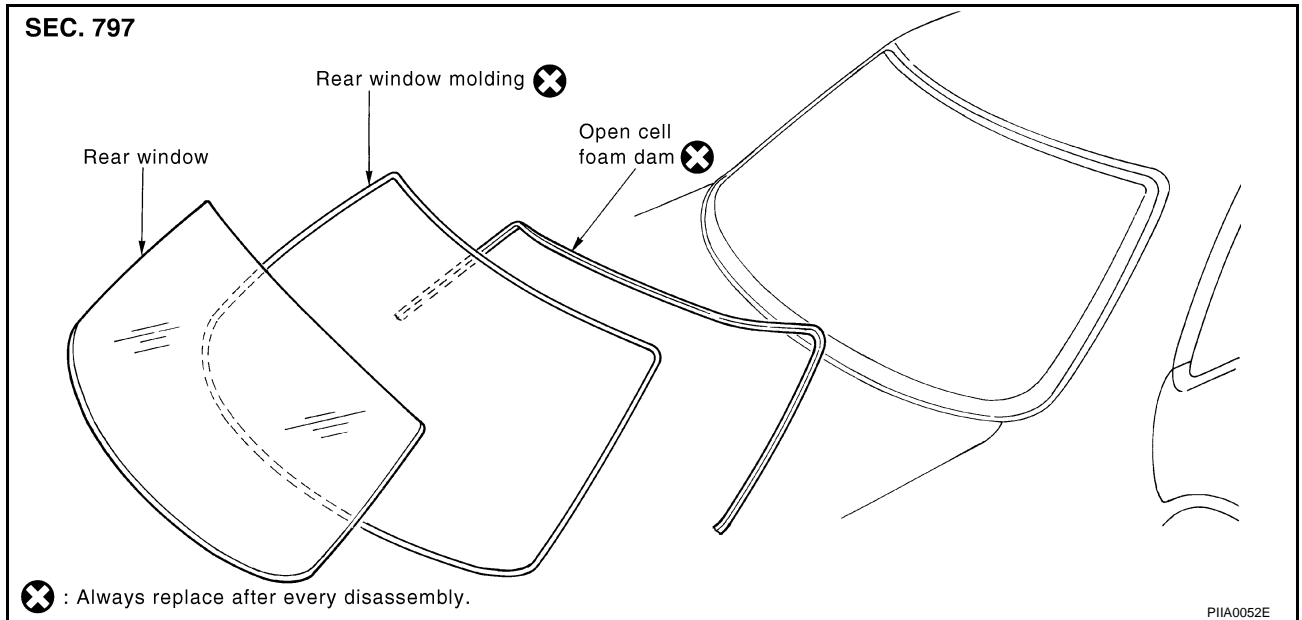 SEC. 797
Rear window molding
Open cell
foam dam
Rear window
: Always replace after every disassembly.
PIIA0052E